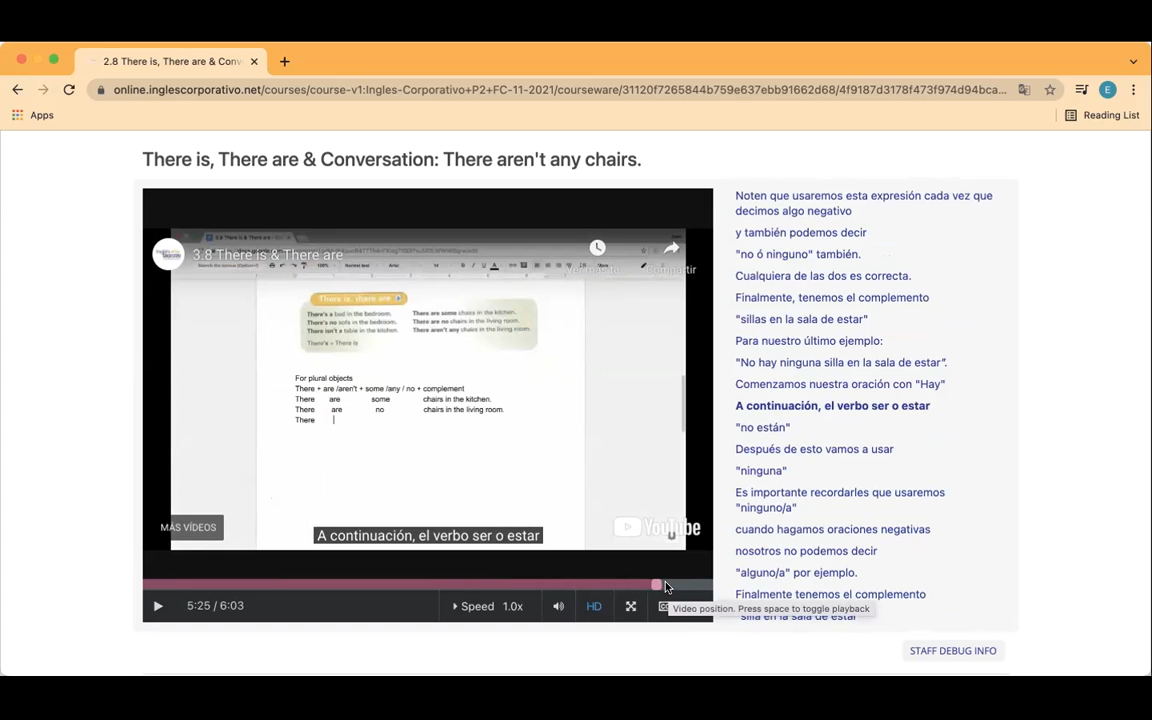 2.8 There is, There are & Conv
online.inglescorporativo.net/courses/course-v1:Ingles-Corporativo+P2+FC-11-2021/courseware/31120f7265844b759e637ebb91662d68/4f9187d3178f473f974d94bca...
E
Apps
Reading List
There is, There are & Conversation: There aren't any chairs.
3.8 There is & There are
Compartir
There is, there are
There's a bed in the bedroom.
There's no sofa in the bedroom.
There isn't a table in the kitchen.
There's = There is
There are some chairs in the kitchen.
There are no chairs in the living room.
There aren't any chairs in the living room.
For plural objects
There + are /aren't + some /any / no + complement
There are some chairs in the kitchen.
There are no chairs in the living room.
There
MÁS VÍDEOS
YouTube
A continuación, el verbo ser o estar
5:25 / 6:03
Speed 1.0x
HD
Video position. Press space to toggle playback
Noten que usaremos esta expresión cada vez que
decimos algo negativo
y también podemos decir
"no ó ninguno" también.
Cualquiera de las dos es correcta.
Finalmente, tenemos el complemento
"sillas en la sala de estar"
Para nuestro último ejemplo:
"No hay ninguna silla en la sala de estar".
Comenzamos nuestra oración con "Hay"
A continuación, el verbo ser o estar
"no están"
Después de esto vamos a usar
"ninguna"
Es importante recordarles que usaremos
"ninguno/a"
cuando hagamos oraciones negativas
nosotros no podemos decir
"alguno/a" por ejemplo.
Finalmente tenemos el complemento
"silla en la sala de estar
STAFF DEBUG INFO